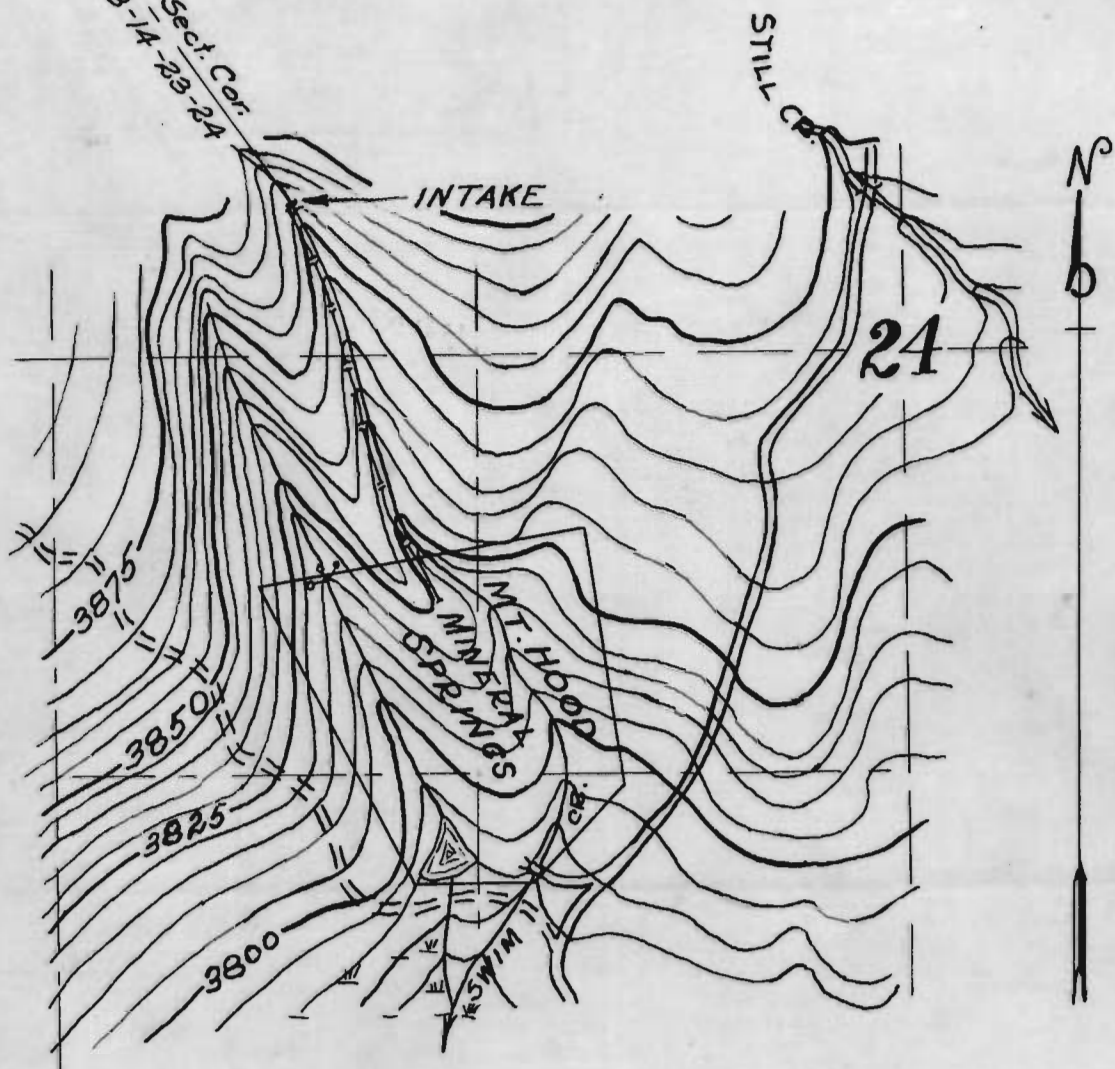 Sect. Cor.
14-23-24
STILL CR.
N
INTAKE
24
3875
MT. HOOD
MINERAL
SPRINGS
3850
3825
CR.
3800
SWIM